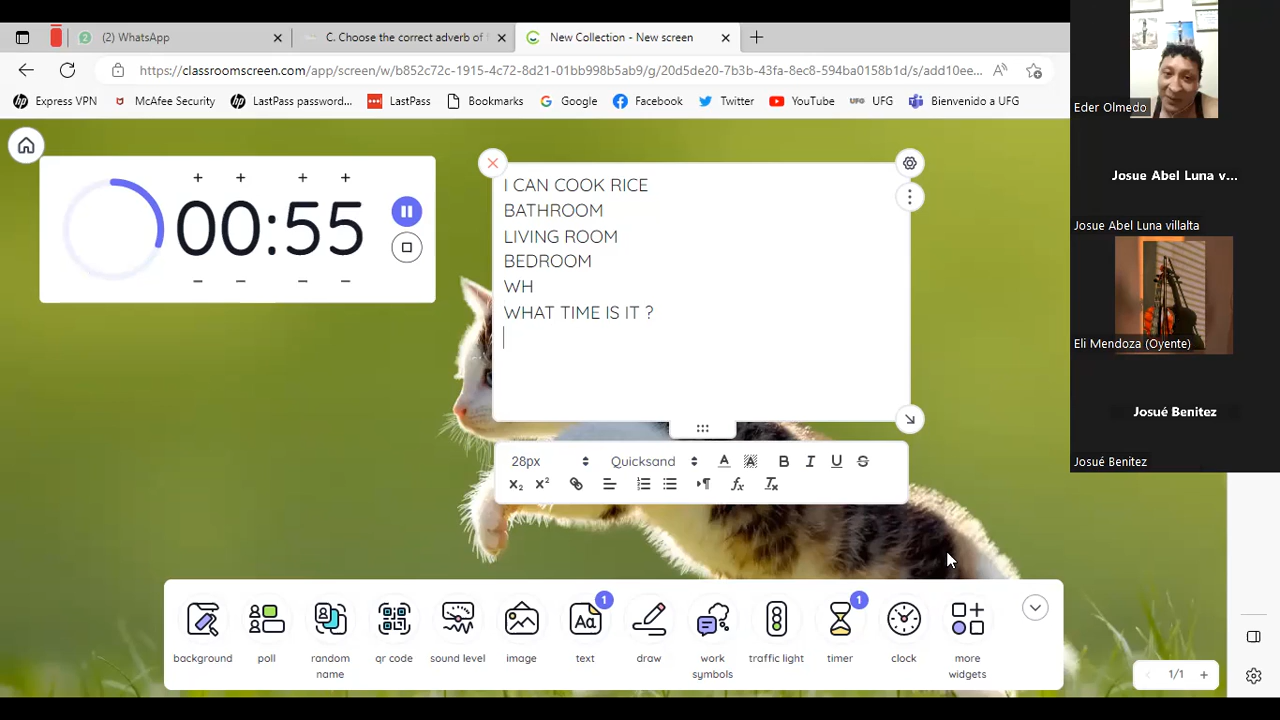 (2) WhatsApp
C. Choose the correct adverb of
New Collection - New screen
https://classroomscreen.com/app/screen/w/b852c72c-1315-4c72-8d21-01bb998b5ab9/g/20d5de20-7b3b-43fa-8ec8-594ba0158b1d/s/add10ee...
Express VPN
McAfee Security
LastPass password...
LastPass
Bookmarks
Google
Facebook
Twitter
YouTube
UFG
Bienvenido a UFG
00:55
I CAN COOK RICE
BATHROOM
LIVING ROOM
BEDROOM
WH
WHAT TIME IS IT ?
28px
Quicksand
background
poll
random name
qr code
sound level
image
text
1
draw
work symbols
traffic light
timer
1
clock
more widgets
1/1
Eder Olmedo
Josue Abel Luna v...
Josue Abel Luna villalta
Eli Mendoza (Oyente)
Josué Benitez
Josué Benitez